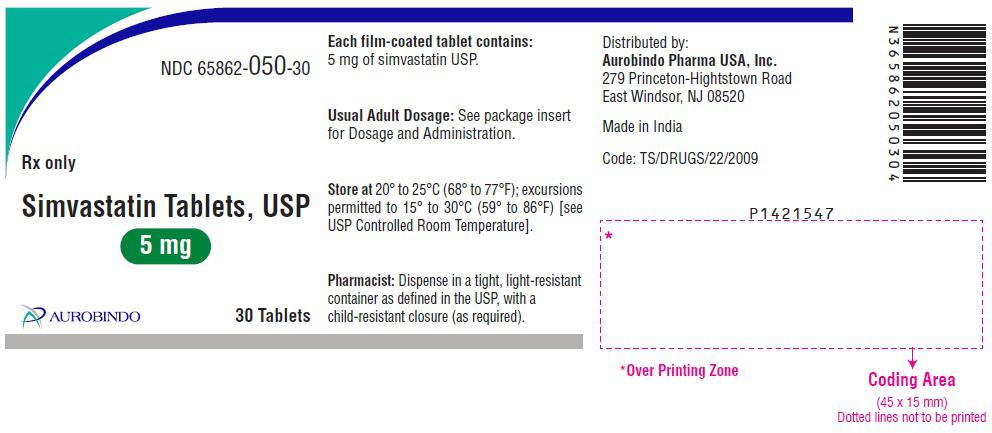 NDC 65862-050-30
Rx only
Simvastatin Tablets, USP
5 mg
AUROBINDO
30 Tablets
Each film-coated tablet contains:
5 mg of simvastatin USP.
Usual Adult Dosage: See package insert
for Dosage and Administration.
Store at 20° to 25°C (68° to 77°F); excursions
permitted to 15° to 30°C (59° to 86°F) [see
USP Controlled Room Temperature].
Pharmacist: Dispense in a tight, light-resistant
container as defined in the USP, with a
child-resistant closure (as required).
Distributed by:
Aurobindo Pharma USA, Inc.
279 Princeton-Hightstown Road
East Windsor, NJ 08520
Made in India
Code: TS/DRUGS/22/2009
N365862050304
P1421547
*
*Over Printing Zone
Coding Area
(45 x 15 mm)
Dotted lines not to be printed